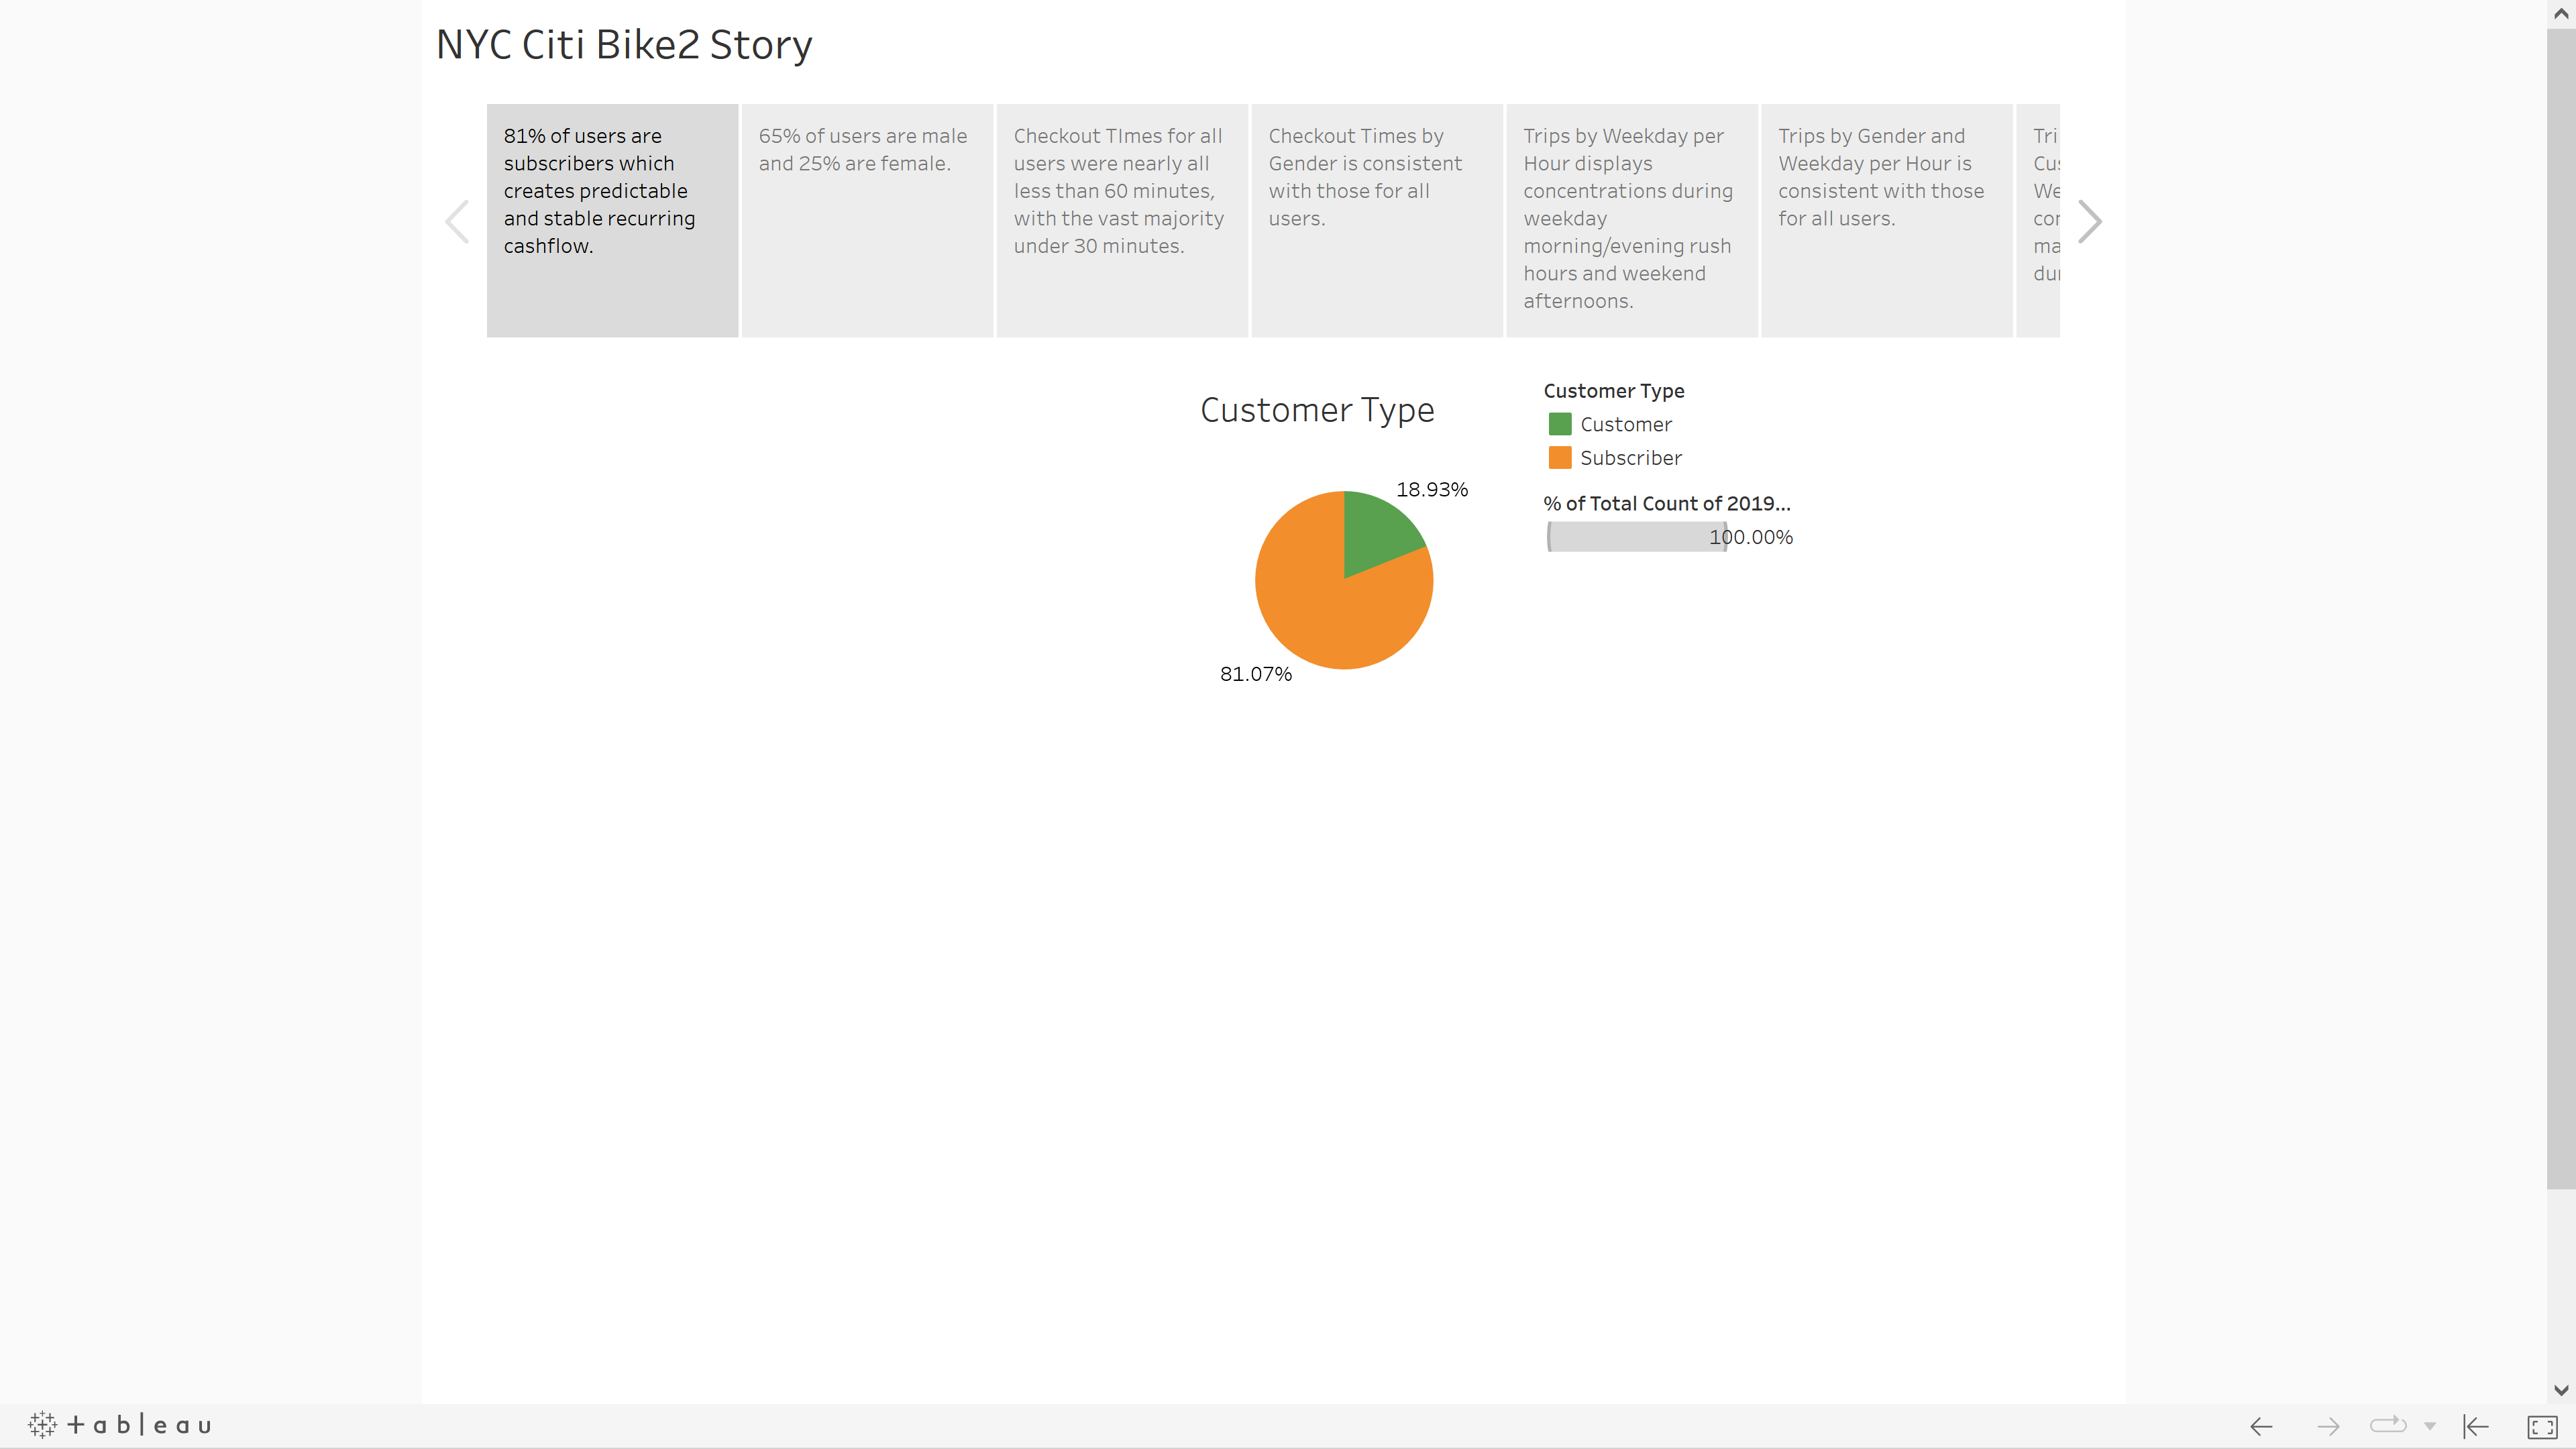 NYC Citi Bike2 Story
81% of users are
subscribers which
creates predictable
and stable recurring
cashflow.
65% of users are male
and 25% are female.
Checkout TImes for all
users were nearly all
less than 60 minutes,
with the vast majority
under 30 minutes.
Checkout Times by
Gender is consistent
with those for all
users.
Trips by Weekday per
Hour displays
concentrations during
weekday
morning/evening rush
hours and weekend
afternoons.
Trips by Gender and
Weekday per Hour is
consistent with those
for all users.
Tri
Cus
We
cor
ma
dur
Customer Type
18.93%
81.07%
Customer Type
Customer
Subscriber
% of Total Count of 2019...
100.00%
+ableau